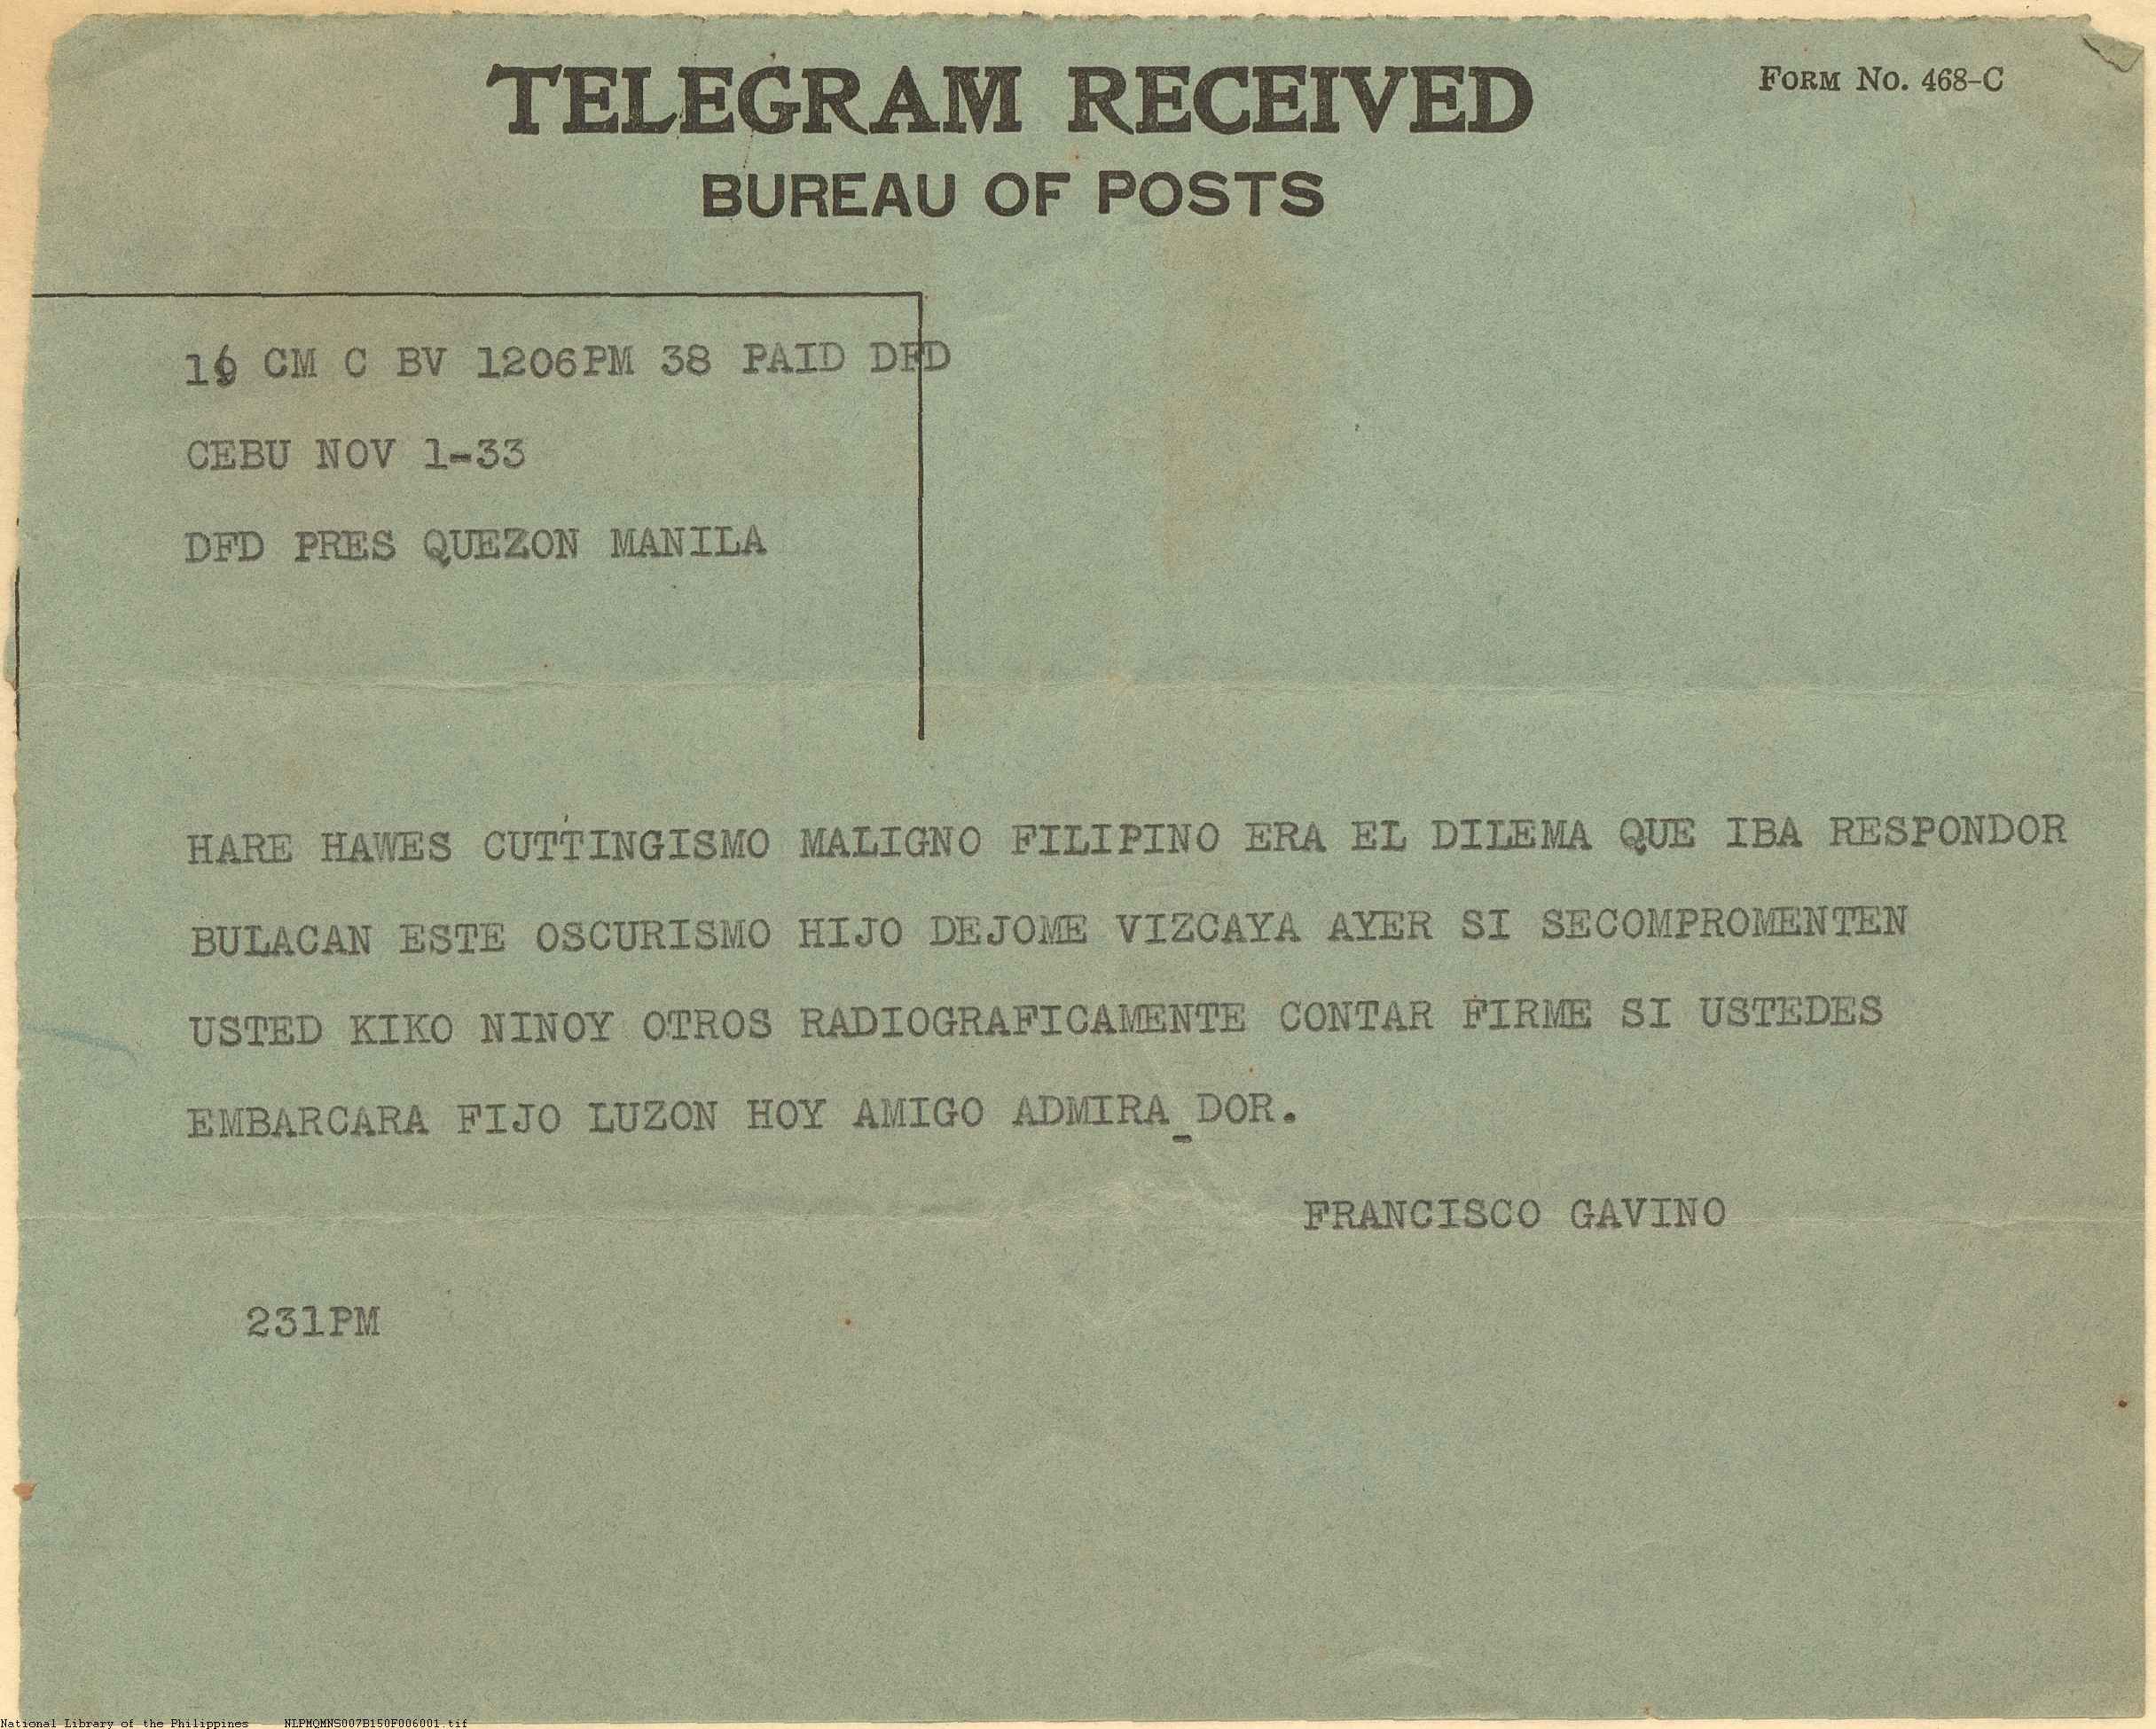 TELEGRAM RECEIVED
FORM NO. 468-C
BUREAU OF POSTS
16 CM C BV 1206PM 38 PAID DFD
CEBU NOV 1-33
DFD PRES QUEZON MANILA
HARE HAWES CUTTINGISMO MALIGNO FILIPINO ERA EL DILEMA QUE IBA RESPONDOR
BULACAN ESTE OSCURISMO HIJO DEJOME VIZCAYA AYER SI SECOMPROMENTEN
USTED KIKO NINOY OTROS RADIOGRAFICAMENTE CONTAR FIRME SI USTEDES
EMBARCARA FIJO LUZON HOY AMIGO ADMIRA_DOR.
FRANCISCO GAVINO
231PM
National Library of the Philippines NLPMQMNS007B150F006001.tif